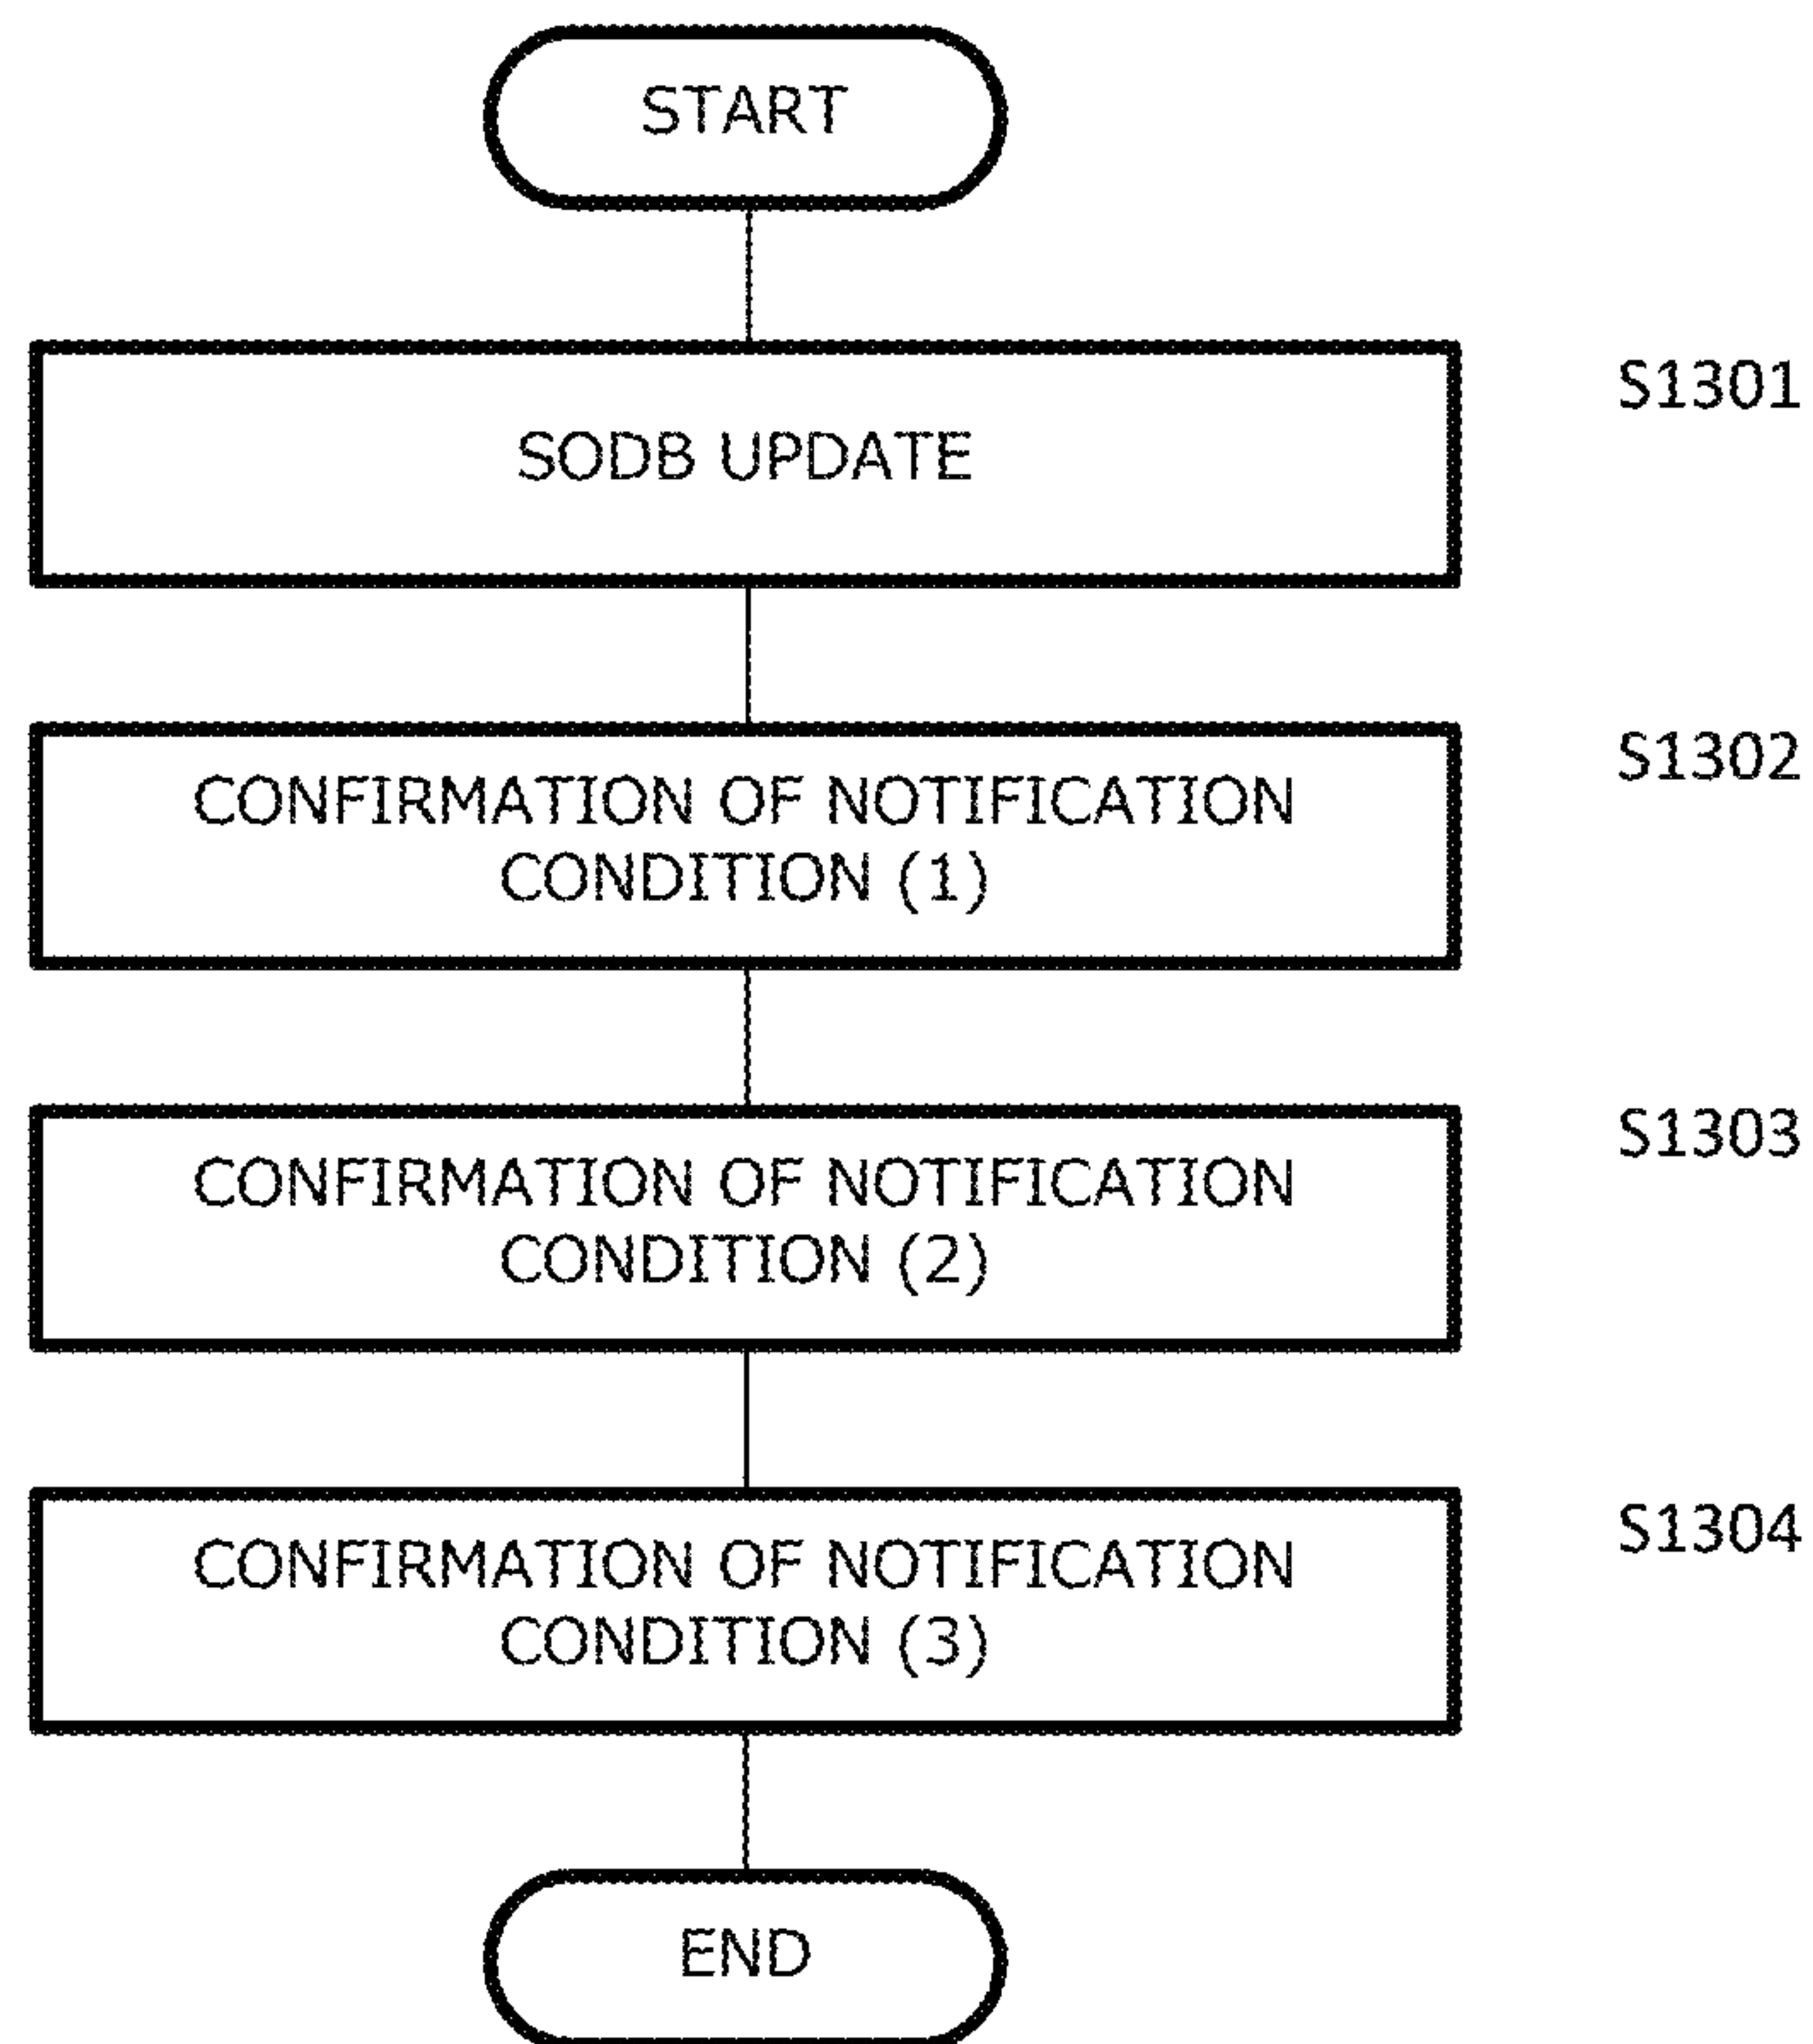 START
S1301
SODB UPDATE
S1302
CONFIRMATION OF NOTIFICATION
CONDITION (1)
S1303
CONFIRMATION OF NOTIFICATION
CONDITION (2)
S1304
CONFIRMATION OF NOTIFICATION
CONDITION (3)
END